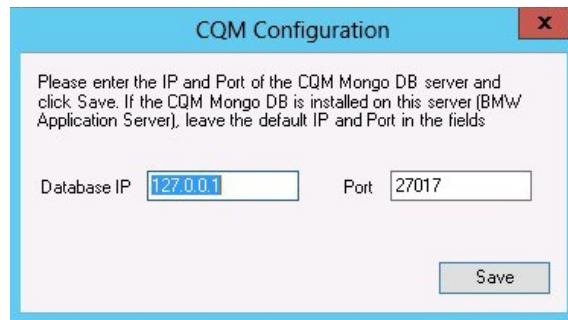 CQM Configuration
x
Please enter the IP and Port of the CQM Mongo DB server and
click Save. If the CQM Mongo DB is installed on this server (BMW
Application Server), leave the default IP and Port in the fields
Database IP 127.0.0.1 Port 27017
Save